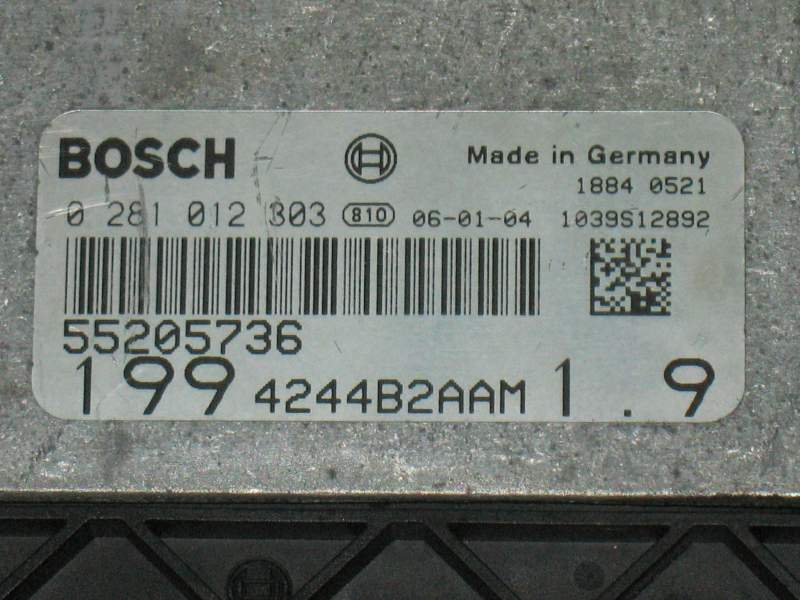 BOSCH Made in Germany
1884 0521
0 281 012 303 810 06-01-04 1039S12892
55205736
199 4244B2AAM 1.9